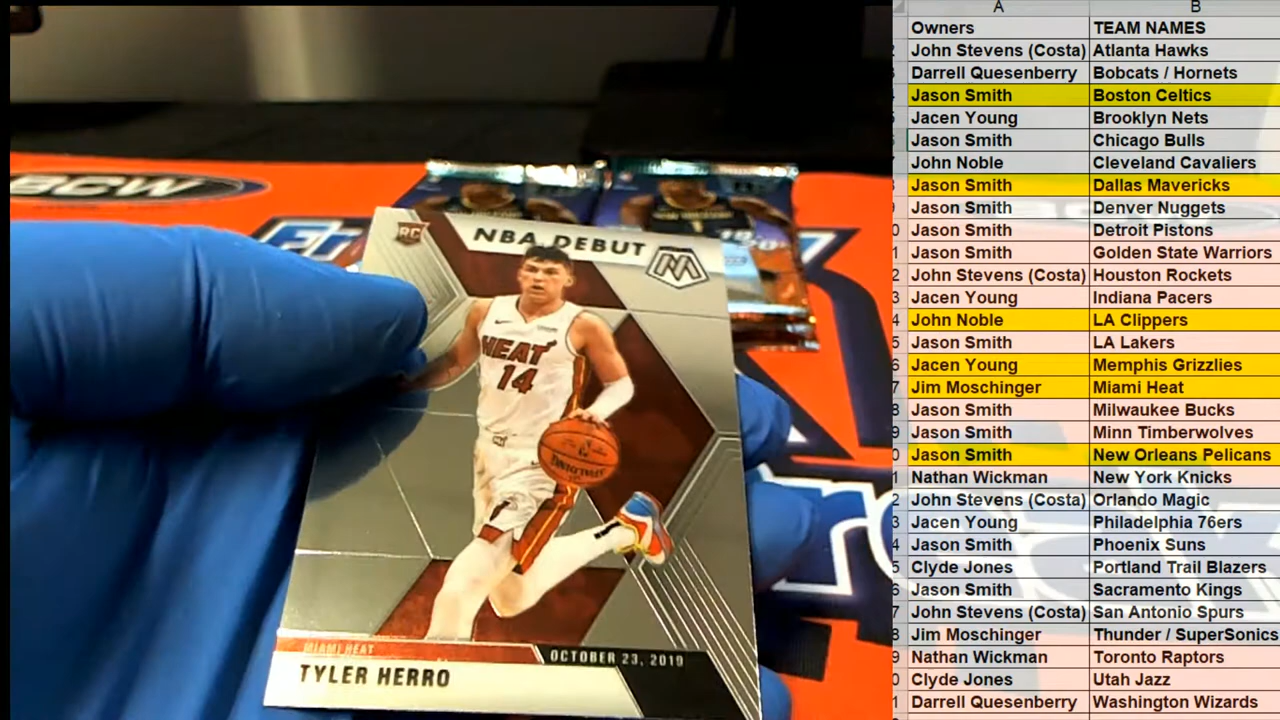 BCW
RC
NBA DEBUT
HEAT
14
MIAMI HEAT
OCTOBER 23, 2019
TYLER HERRO
A B
Owners TEAM NAMES
John Stevens (Costa) Atlanta Hawks
Darrell Quesenberry Bobcats / Hornets
Jason Smith Boston Celtics
Jacen Young Brooklyn Nets
Jason Smith Chicago Bulls
John Noble Cleveland Cavaliers
Jason Smith Dallas Mavericks
Jason Smith Denver Nuggets
Jason Smith Detroit Pistons
Jason Smith Golden State Warriors
John Stevens (Costa) Houston Rockets
Jacen Young Indiana Pacers
John Noble LA Clippers
Jason Smith LA Lakers
Jacen Young Memphis Grizzlies
Jim Moschinger Miami Heat
Jason Smith Milwaukee Bucks
Jason Smith Minn Timberwolves
Jason Smith New Orleans Pelicans
Nathan Wickman New York Knicks
John Stevens (Costa) Orlando Magic
Jacen Young Philadelphia 76ers
Jason Smith Phoenix Suns
Clyde Jones Portland Trail Blazers
Jason Smith Sacramento Kings
John Stevens (Costa) San Antonio Spurs
Jim Moschinger Thunder / SuperSonics
Nathan Wickman Toronto Raptors
Clyde Jones Utah Jazz
Darrell Quesenberry Washington Wizards